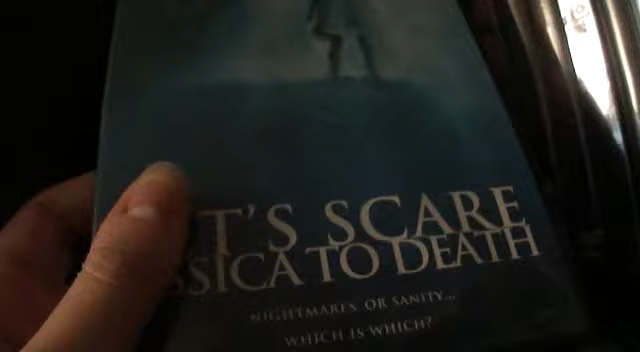 T'S SCARE
SSICA TO DEATH
NIGHTMARES OR SANITY...
WHICH IS WHICH?